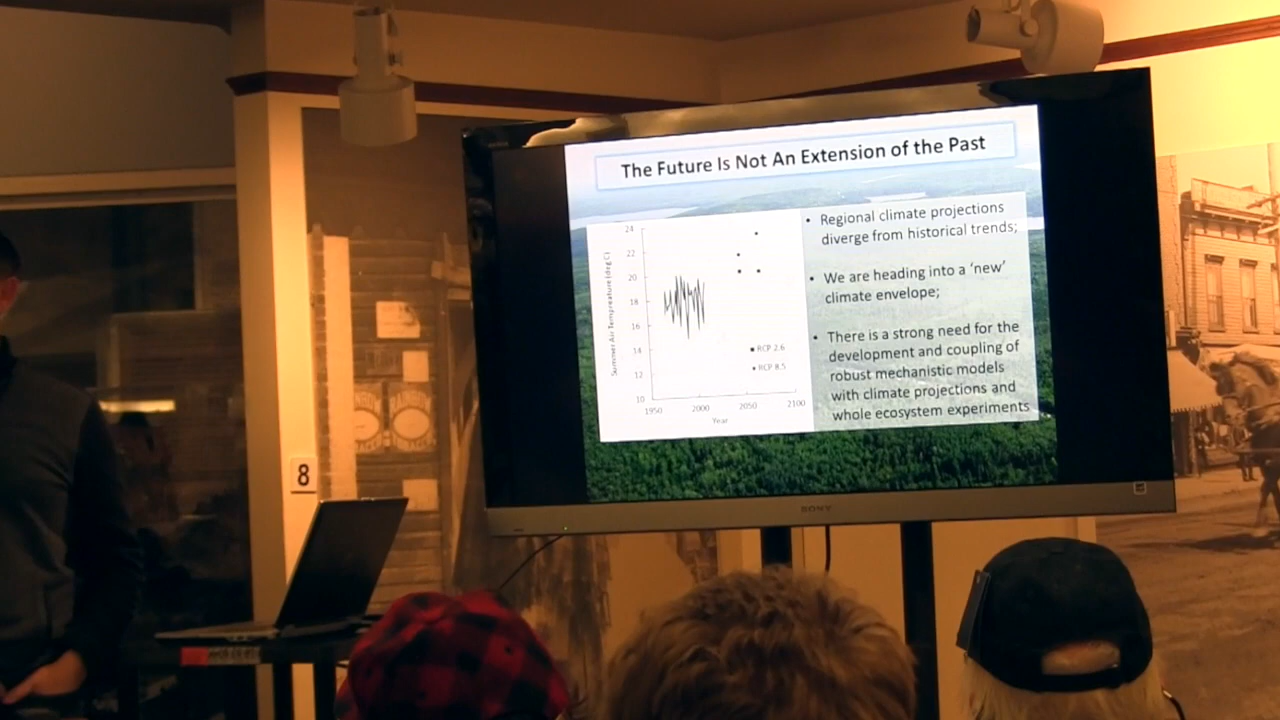 The Future Is Not An Extension of the Past
• Regional climate projections
diverge from historical trends;
• We are heading into a 'new'
climate envelope;
• There is a strong need for the
development and coupling of
robust mechanistic models
with climate projections and
whole ecosystem experiments
Summer Air Temperature (deg C)
24
22
20
18
16
14
12
10
1950
2000
2050
2100
Year
RCP 2.6
RCP 8.5
SONY
8